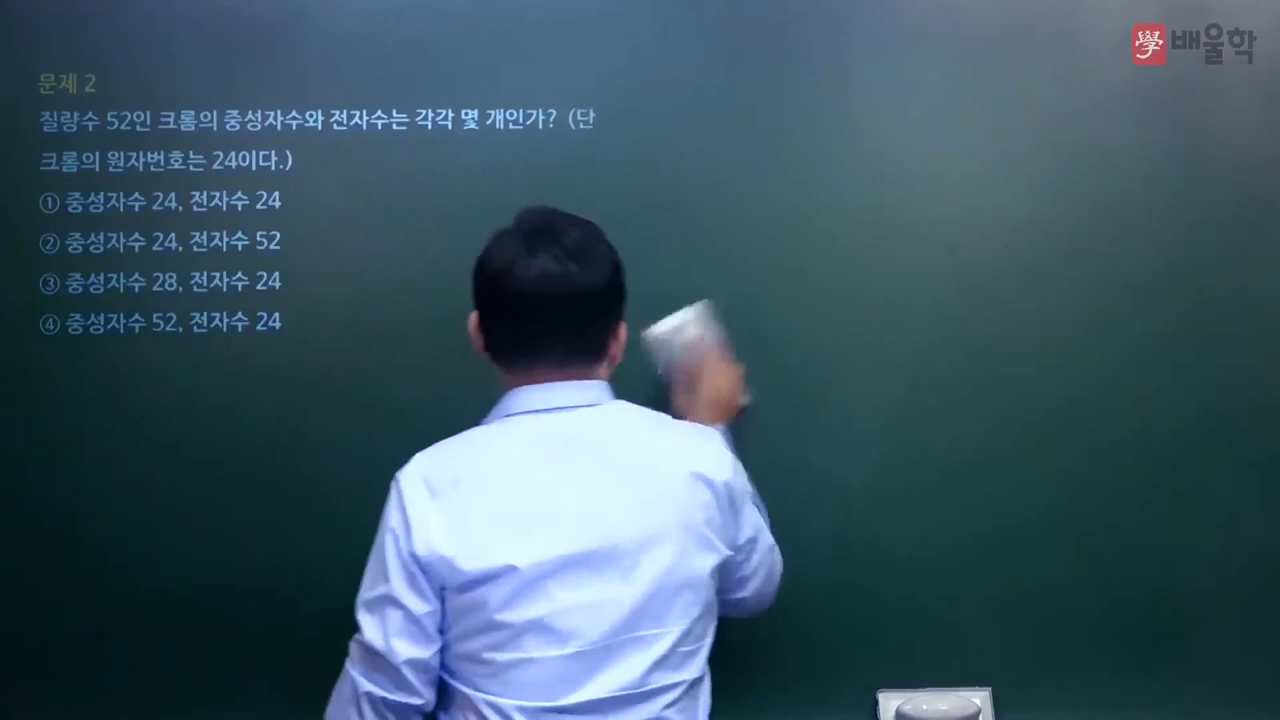 學 배울학
문제 2
질량수 52인 크롬의 중성자수와 전자수는 각각 몇 개인가? (단
크롬의 원자번호는 24이다.)
① 중성자수 24, 전자수 24
② 중성자수 24, 전자수 52
③ 중성자수 28, 전자수 24
④ 중성자수 52, 전자수 24